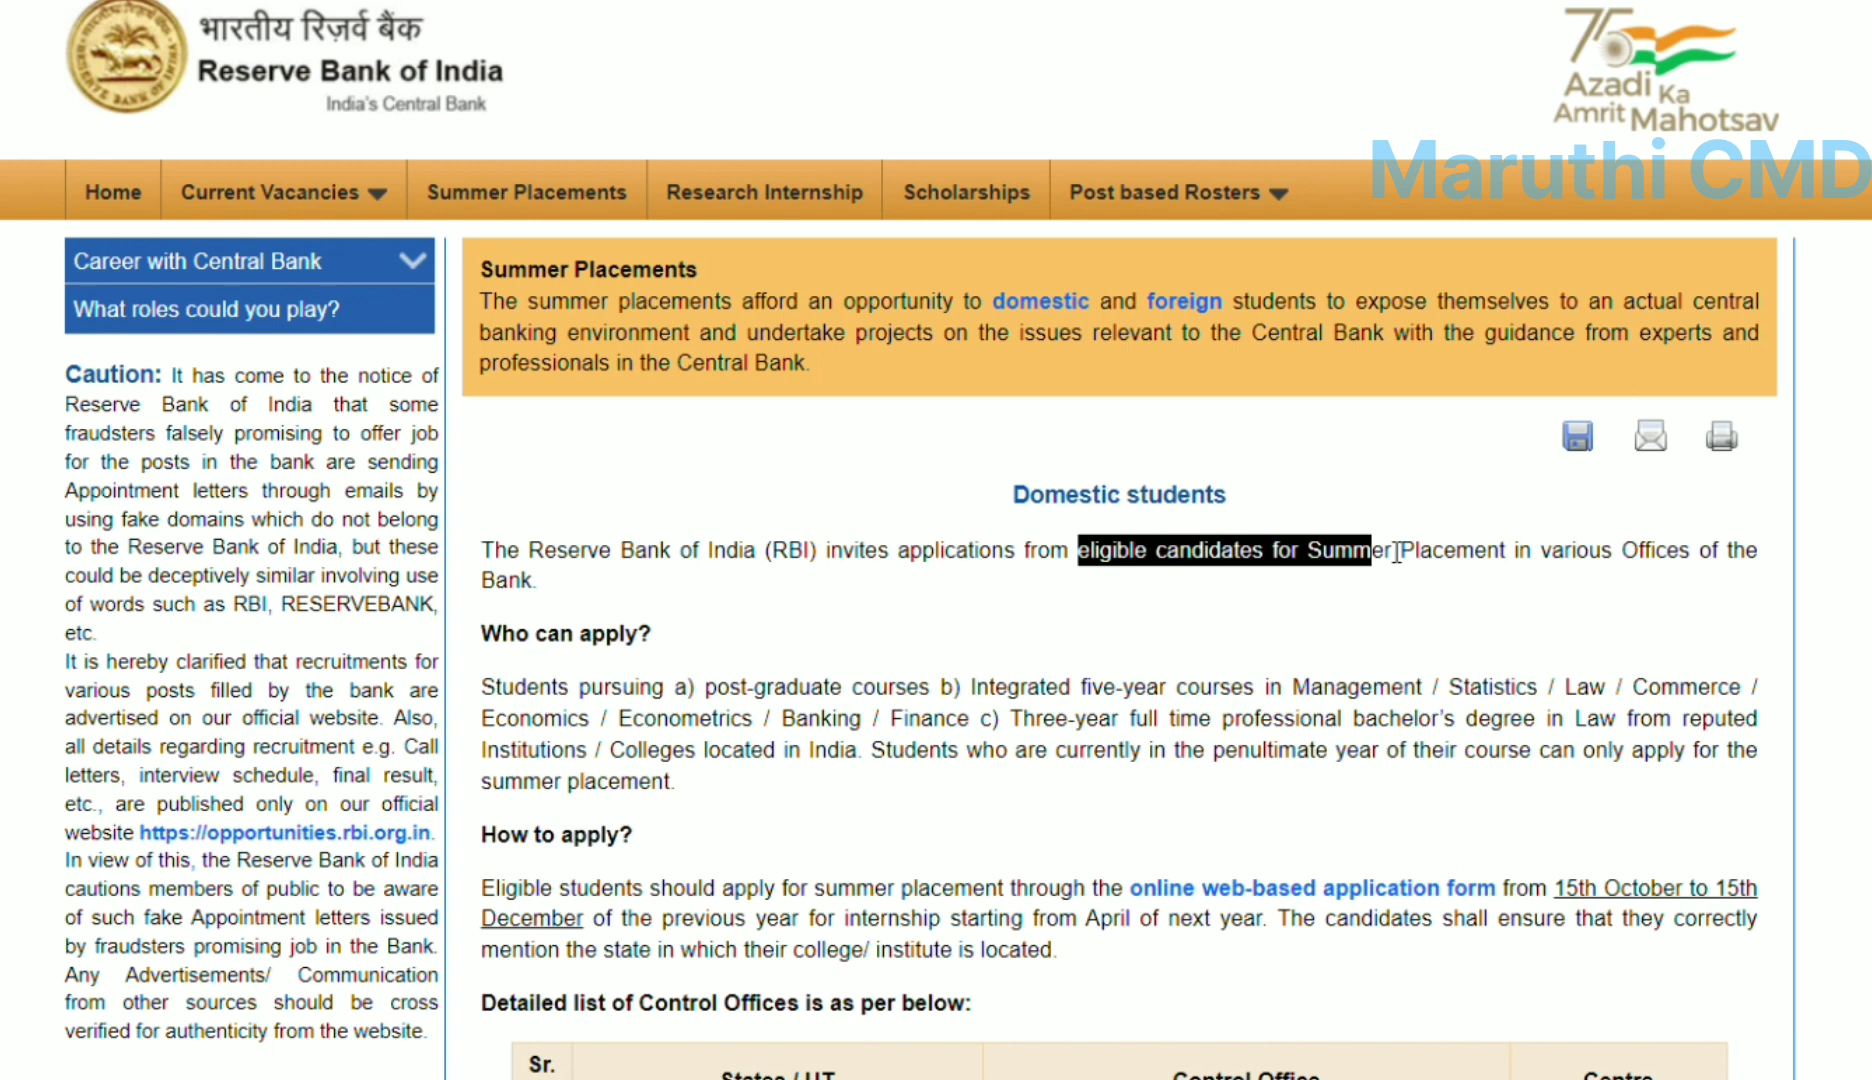 भारतीय रिज़र्व बैंक
Reserve Bank of India
India's Central Bank
75
Azadi Ka
Amrit Mahotsav
Maruthi CMD
Home Current Vacancies Summer Placements Research Internship Scholarships Post based Rosters
Career with Central Bank
What roles could you play?
Caution: It has come to the notice of
Reserve Bank of India that some
fraudsters falsely promising to offer job
for the posts in the bank are sending
Appointment letters through emails by
using fake domains which do not belong
to the Reserve Bank of India, but these
could be deceptively similar involving use
of words such as RBI, RESERVEBANK,
etc.
It is hereby clarified that recruitments for
various posts filled by the bank are
advertised on our official website. Also,
all details regarding recruitment e.g. Call
letters, interview schedule, final result,
etc., are published only on our official
website https://opportunities.rbi.org.in.
In view of this, the Reserve Bank of India
cautions members of public to be aware
of such fake Appointment letters issued
by fraudsters promising job in the Bank.
Any Advertisements/ Communication
from other sources should be cross
verified for authenticity from the website.
Summer Placements
The summer placements afford an opportunity to domestic and foreign students to expose themselves to an actual central
banking environment and undertake projects on the issues relevant to the Central Bank with the guidance from experts and
professionals in the Central Bank.
Domestic students
The Reserve Bank of India (RBI) invites applications from eligible candidates for Summer Placement in various Offices of the
Bank.
Who can apply?
Students pursuing a) post-graduate courses b) Integrated five-year courses in Management / Statistics / Law / Commerce /
Economics / Econometrics / Banking / Finance c) Three-year full time professional bachelor's degree in Law from reputed
Institutions / Colleges located in India. Students who are currently in the penultimate year of their course can only apply for the
summer placement.
How to apply?
Eligible students should apply for summer placement through the online web-based application form from 15th October to 15th
December of the previous year for internship starting from April of next year. The candidates shall ensure that they correctly
mention the state in which their college/ institute is located.
Detailed list of Control Offices is as per below:
Sr.
States / UT Control Office Centre